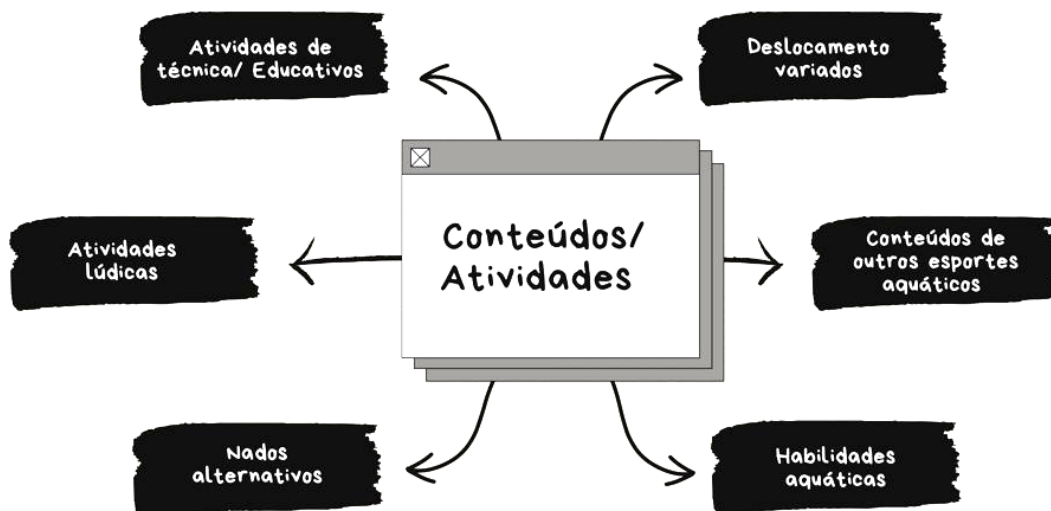 Atividades de
técnica/ Educativos
Deslocamento
variados
Conteúdos/
Atividades
Atividades
lúdicas
Conteúdos de
outros esportes
aquáticos
Nados
alternativos
Habilidades
aquáticas